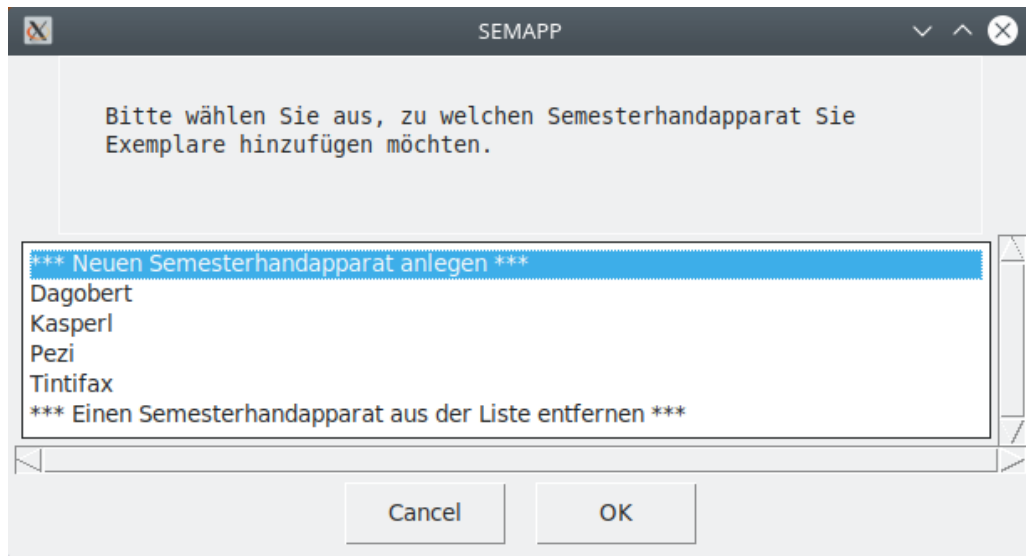 SEMAPP
Bitte wählen Sie aus, zu welchen Semesterhandapparat Sie
Exemplare hinzufügen möchten.
*** Neuen Semesterhandapparat anlegen ***
Dagobert
Kasperl
Pezi
Tintifax
*** Einen Semesterhandapparat aus der Liste entfernen ***
Cancel OK